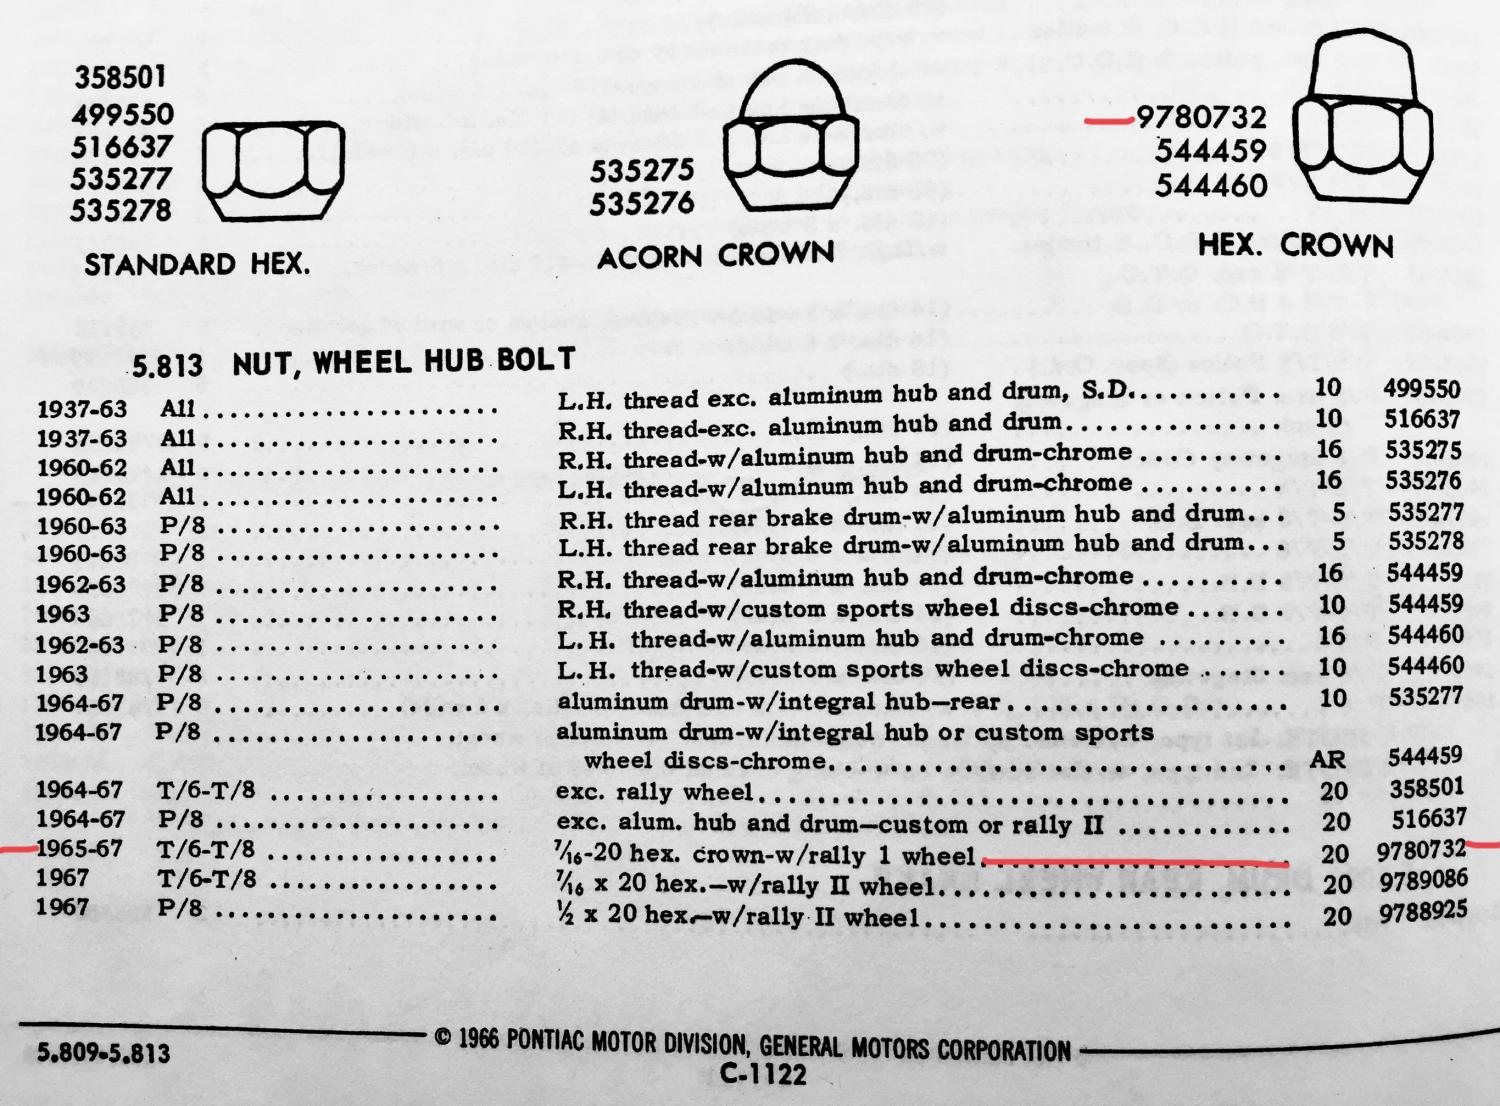 358501
499550
516637
535277
535278
STANDARD HEX.
535275
535276
ACORN CROWN
9780732
544459
544460
HEX. CROWN
5.813 NUT, WHEEL HUB BOLT
1937-63 All.......................... L.H. thread exc. aluminum hub and drum, S.D........... 10 499550
1937-63 All.......................... R.H. thread-exc. aluminum hub and drum............... 10 516637
1960-62 All.......................... R.H. thread-w/aluminum hub and drum-chrome .......... 16 535275
1960-62 All.......................... L.H. thread-w/aluminum hub and drum-chrome .......... 16 535276
1960-63 P/8 ........................ R.H. thread rear brake drum-w/aluminum hub and drum... 5 535277
1960-63 P/8 ........................ L.H. thread rear brake drum-w/aluminum hub and drum... 5 535278
1962-63 P/8 ........................ R.H. thread-w/aluminum hub and drum-chrome .......... 16 544459
1963 P/8 ........................ R.H. thread-w/custom sports wheel discs-chrome ....... 10 544459
1962-63 P/8 ........................ L.H. thread-w/aluminum hub and drum-chrome ......... 16 544460
1963 P/8 ........................ L.H. thread-w/custom sports wheel discs-chrome ...... 10 544460
1964-67 P/8 ........................ aluminum drum-w/integral hub—rear.................... 10 535277
1964-67 P/8 ........................ aluminum drum-w/integral hub or custom sports
wheel discs-chrome................................. AR 544459
1964-67 T/6-T/8 ................... exc. rally wheel...................................... 20 358501
1964-67 P/8 ........................ exc. alum. hub and drum—custom or rally II ............ 20 516637
1965-67 T/6-T/8 ................... 7/16-20 hex. crown-w/rally 1 wheel...................... 20 9780732
1967 T/6-T/8 ................... 7/16 x 20 hex.—w/rally II wheel......................... 20 9789086
1967 P/8 ........................ ½ x 20 hex.—w/rally II wheel.......................... 20 9788925
© 1966 PONTIAC MOTOR DIVISION, GENERAL MOTORS CORPORATION
5.809-5.813
C-1122